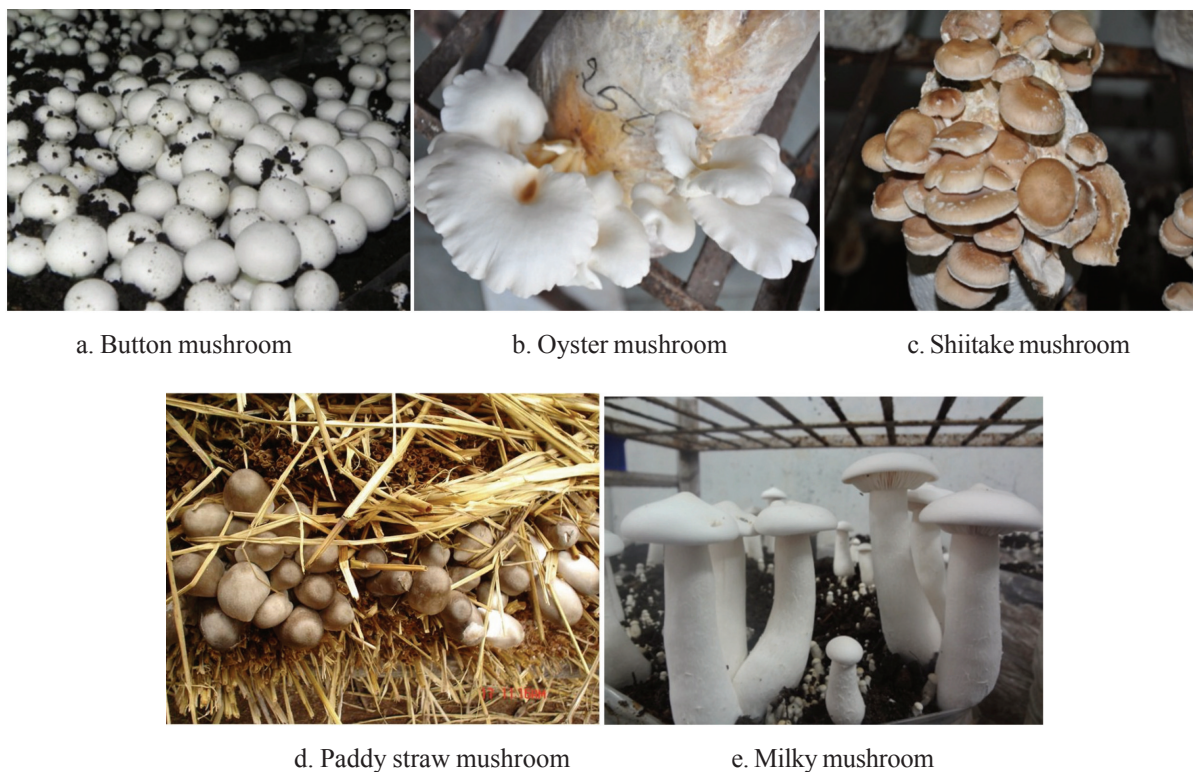 a. Button mushroom
b. Oyster mushroom
c. Shiitake mushroom
d. Paddy straw mushroom
e. Milky mushroom